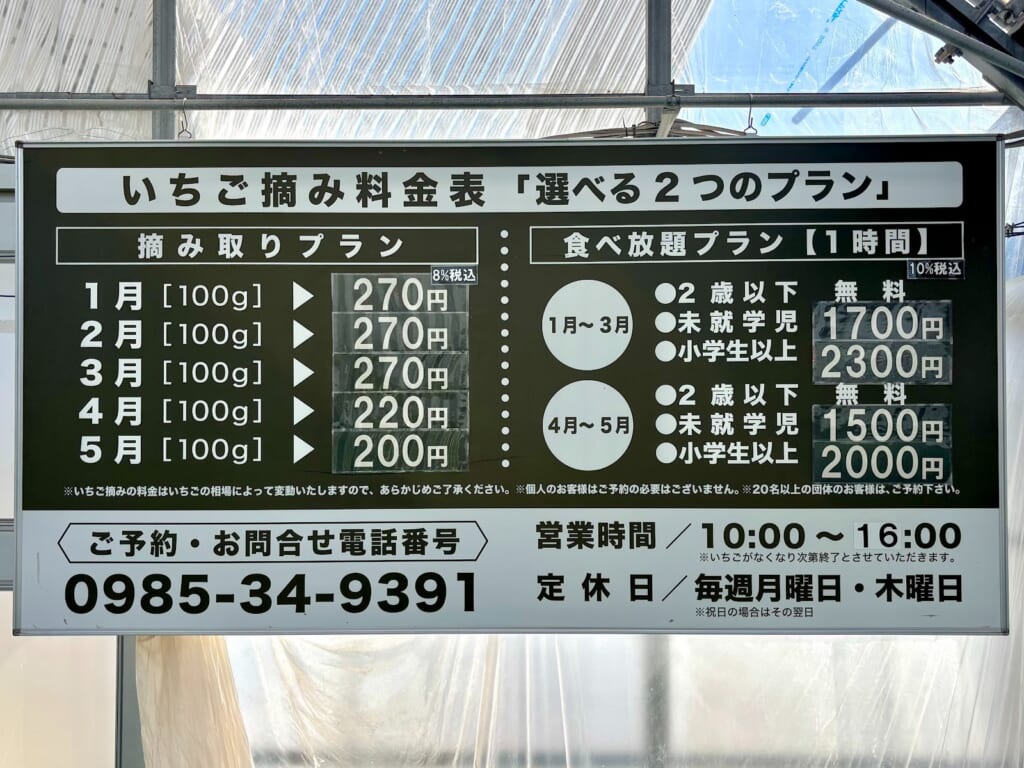 いちご摘み料金表「選べる2つのプラン」
摘み取りプラン
8%税込
1月 [100g] ▶ 270円
2月 [100g] ▶ 270円
3月 [100g] ▶ 270円
4月 [100g] ▶ 220円
5月 [100g] ▶ 200円
食べ放題プラン【1時間】
10%税込
1月～3月
●2歳以下 無料
●未就学児 1700円
●小学生以上 2300円
4月～5月
●2歳以下 無料
●未就学児 1500円
●小学生以上 2000円
※いちご摘みの料金はいちごの相場によって変動いたしますので、あらかじめご了承ください。※個人のお客様はご予約の必要はございません。※20名以上の団体のお客様は、ご予約下さい。
ご予約・お問合せ電話番号
0985-34-9391
営業時間／10:00～16:00
※いちごがなくなり次第終了とさせていただきます。
定休日／毎週月曜日・木曜日
※祝日の場合はその翌日